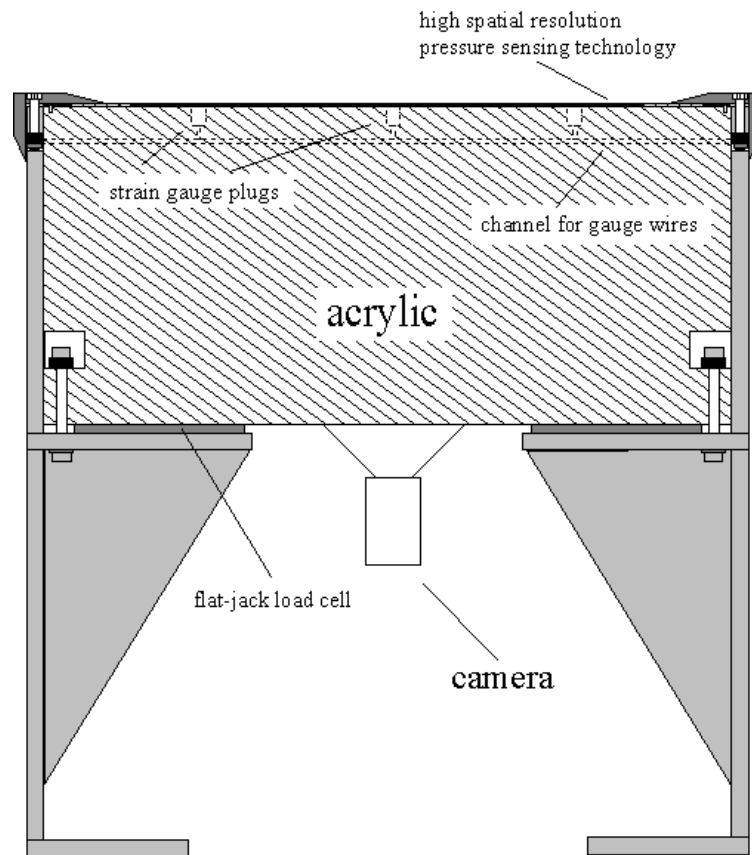 high spatial resolution
pressure sensing technology
strain gauge plugs
channel for gauge wires
acrylic
flat-jack load cell
camera